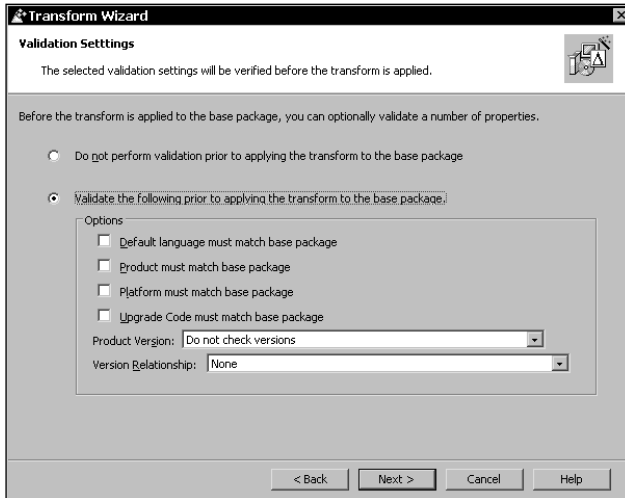 Transform Wizard
Validation Setttings
The selected validation settings will be verified before the transform is applied.
Before the transform is applied to the base package, you can optionally validate a number of properties.
Do not perform validation prior to applying the transform to the base package
Validate the following prior to applying the transform to the base package.
Options
Default language must match base package
Product must match base package
Platform must match base package
Upgrade Code must match base package
Product Version: Do not check versions
Version Relationship: None
< Back Next > Cancel Help